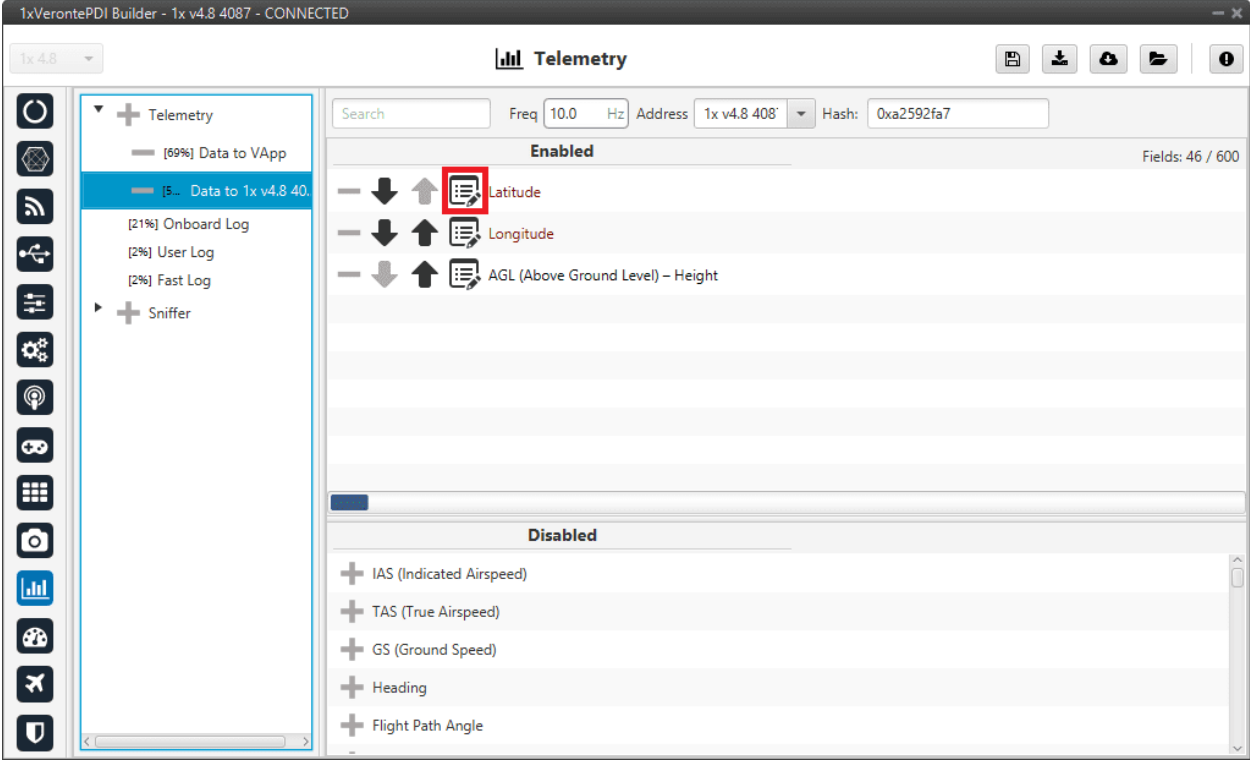 1xVerontePDI Builder - 1x v4.8 4087 - CONNECTED
1x 4.8
Telemetry
Telemetry
[69%] Data to VApp
[5... Data to 1x v4.8 40.
[21%] Onboard Log
[2%] User Log
[2%] Fast Log
Sniffer
Search Freq 10.0 Hz Address 1x v4.8 408 Hash: 0xa2592fa7
Enabled
Fields: 46 / 600
Latitude
Longitude
AGL (Above Ground Level) – Height
Disabled
IAS (Indicated Airspeed)
TAS (True Airspeed)
GS (Ground Speed)
Heading
Flight Path Angle